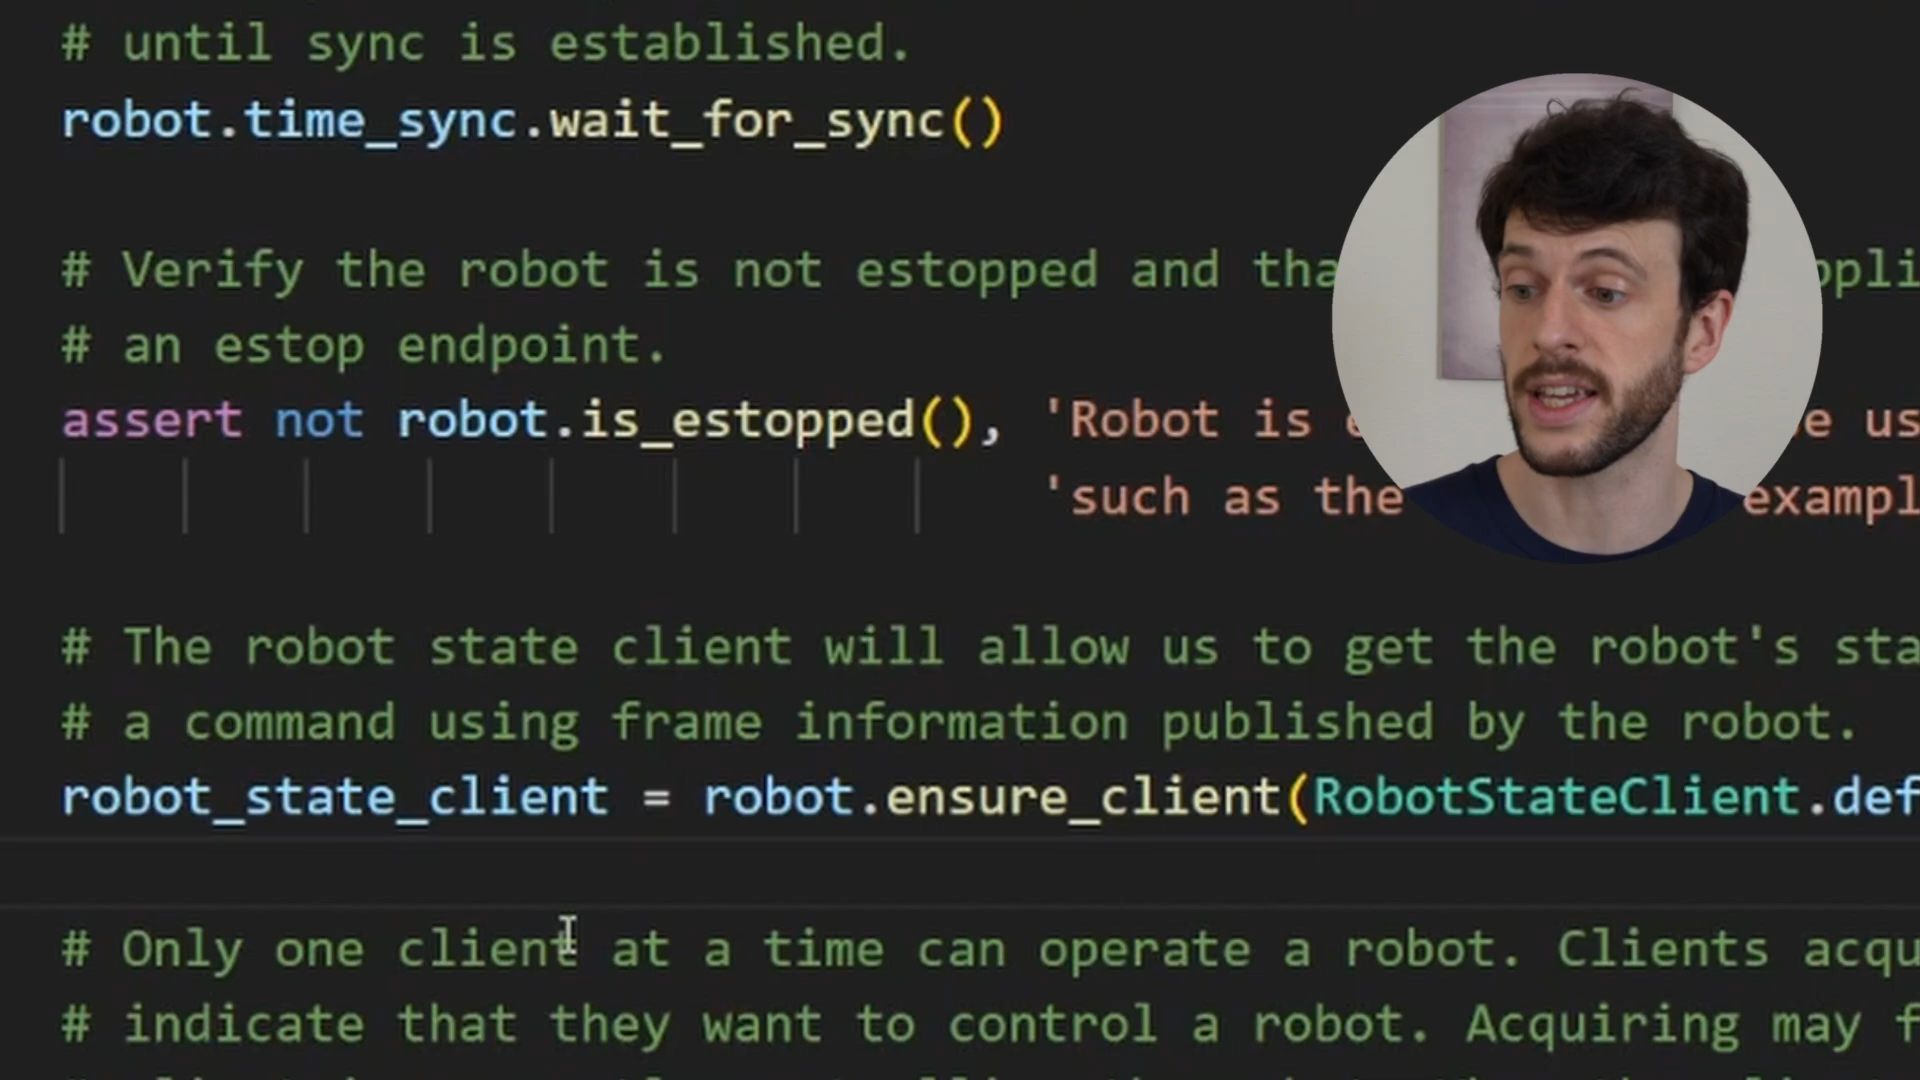 # until sync is established.
robot.time_sync.wait_for_sync()
# Verify the robot is not estopped and tha
# an estop endpoint.
assert not robot.is_estopped(), 'Robot is us
'such as the exampl
# The robot state client will allow us to get the robot's sta
# a command using frame information published by the robot.
robot_state_client = robot.ensure_client(RobotStateClient.def
# Only one client at a time can operate a robot. Clients acqu
# indicate that they want to control a robot. Acquiring may f